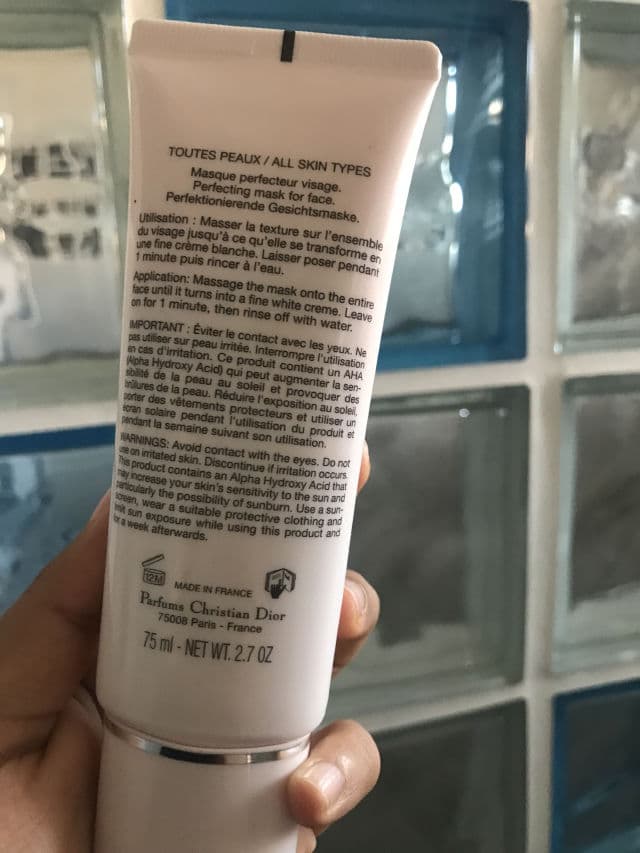 TOUTES PEAUX / ALL SKIN TYPES
Masque perfecteur visage.
Perfecting mask for face.
Perfektionierende Gesichtsmaske.
Utilisation : Masser la texture sur l'ensemble
du visage jusqu'à ce qu'elle se transforme en
une fine crème blanche. Laisser poser pendant
1 minute puis rincer à l'eau.
Application: Massage the mask onto the entire
face until it turns into a fine white creme. Leave
on for 1 minute, then rinse off with water.
IMPORTANT : Éviter le contact avec les yeux. Ne
pas utiliser sur peau irritée. Interrompre l'utilisation
en cas d'irritation. Ce produit contient un AHA
(Alpha Hydroxy Acid) qui peut augmenter la sen-
sibilité de la peau au soleil et provoquer des
brûlures de la peau. Réduire l'exposition au soleil,
porter des vêtements protecteurs et utiliser un
écran solaire pendant l'utilisation du produit et
pendant la semaine suivant son utilisation.
WARNINGS: Avoid contact with the eyes. Do not
use on irritated skin. Discontinue if irritation occurs.
This product contains an Alpha Hydroxy Acid that
may increase your skin's sensitivity to the sun and
particularly the possibility of sunburn. Use a sun-
screen, wear a suitable protective clothing and
limit sun exposure while using this product and
for a week afterwards.
12M
MADE IN FRANCE
Parfums Christian Dior
75008 Paris - France
75 ml - NET WT. 2.7 OZ